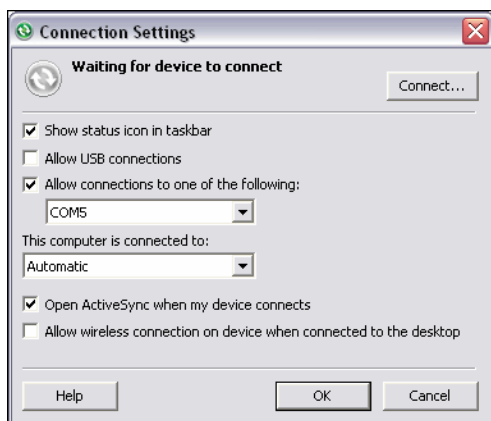 Connection Settings
Waiting for device to connect
Connect...
Show status icon in taskbar
Allow USB connections
Allow connections to one of the following:
COM5
This computer is connected to:
Automatic
Open ActiveSync when my device connects
Allow wireless connection on device when connected to the desktop
Help
OK
Cancel